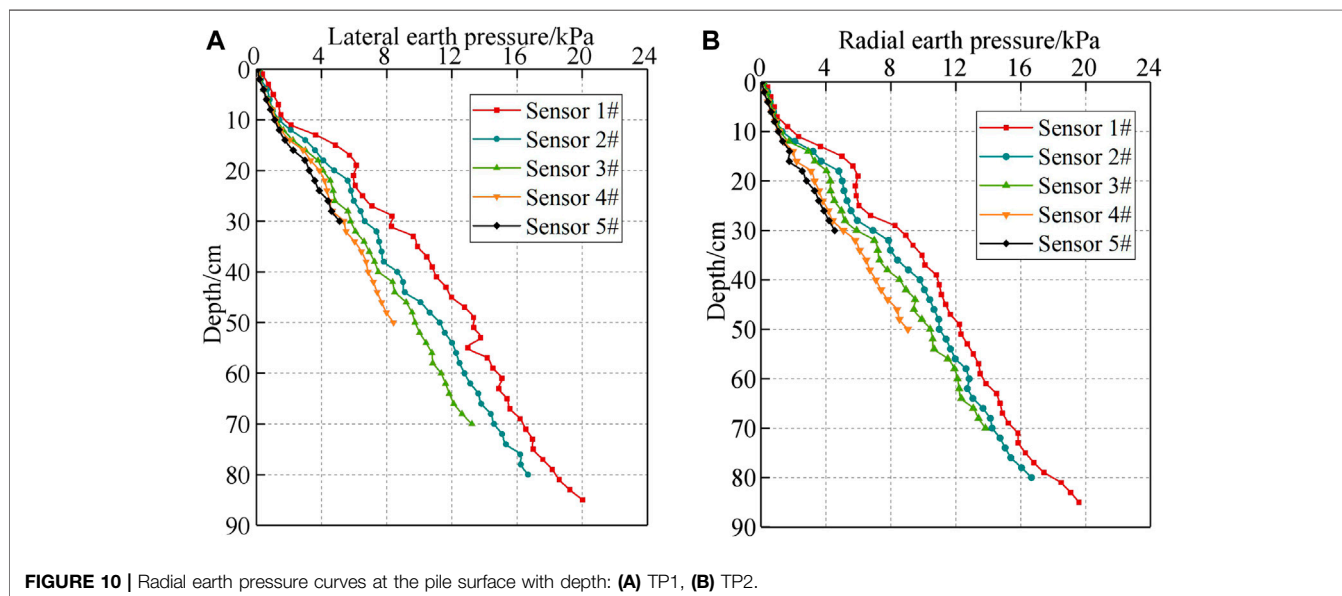 A
Lateral earth pressure/kPa
0 4 8 12 16 20 24
0
10
20
30
40
50
60
70
80
90
Depth/cm
Sensor 1#
Sensor 2#
Sensor 3#
Sensor 4#
Sensor 5#
B
Radial earth pressure/kPa
0 4 8 12 16 20 24
0
10
20
30
40
50
60
70
80
90
Depth/cm
Sensor 1#
Sensor 2#
Sensor 3#
Sensor 4#
Sensor 5#
FIGURE 10 | Radial earth pressure curves at the pile surface with depth: (A) TP1, (B) TP2.